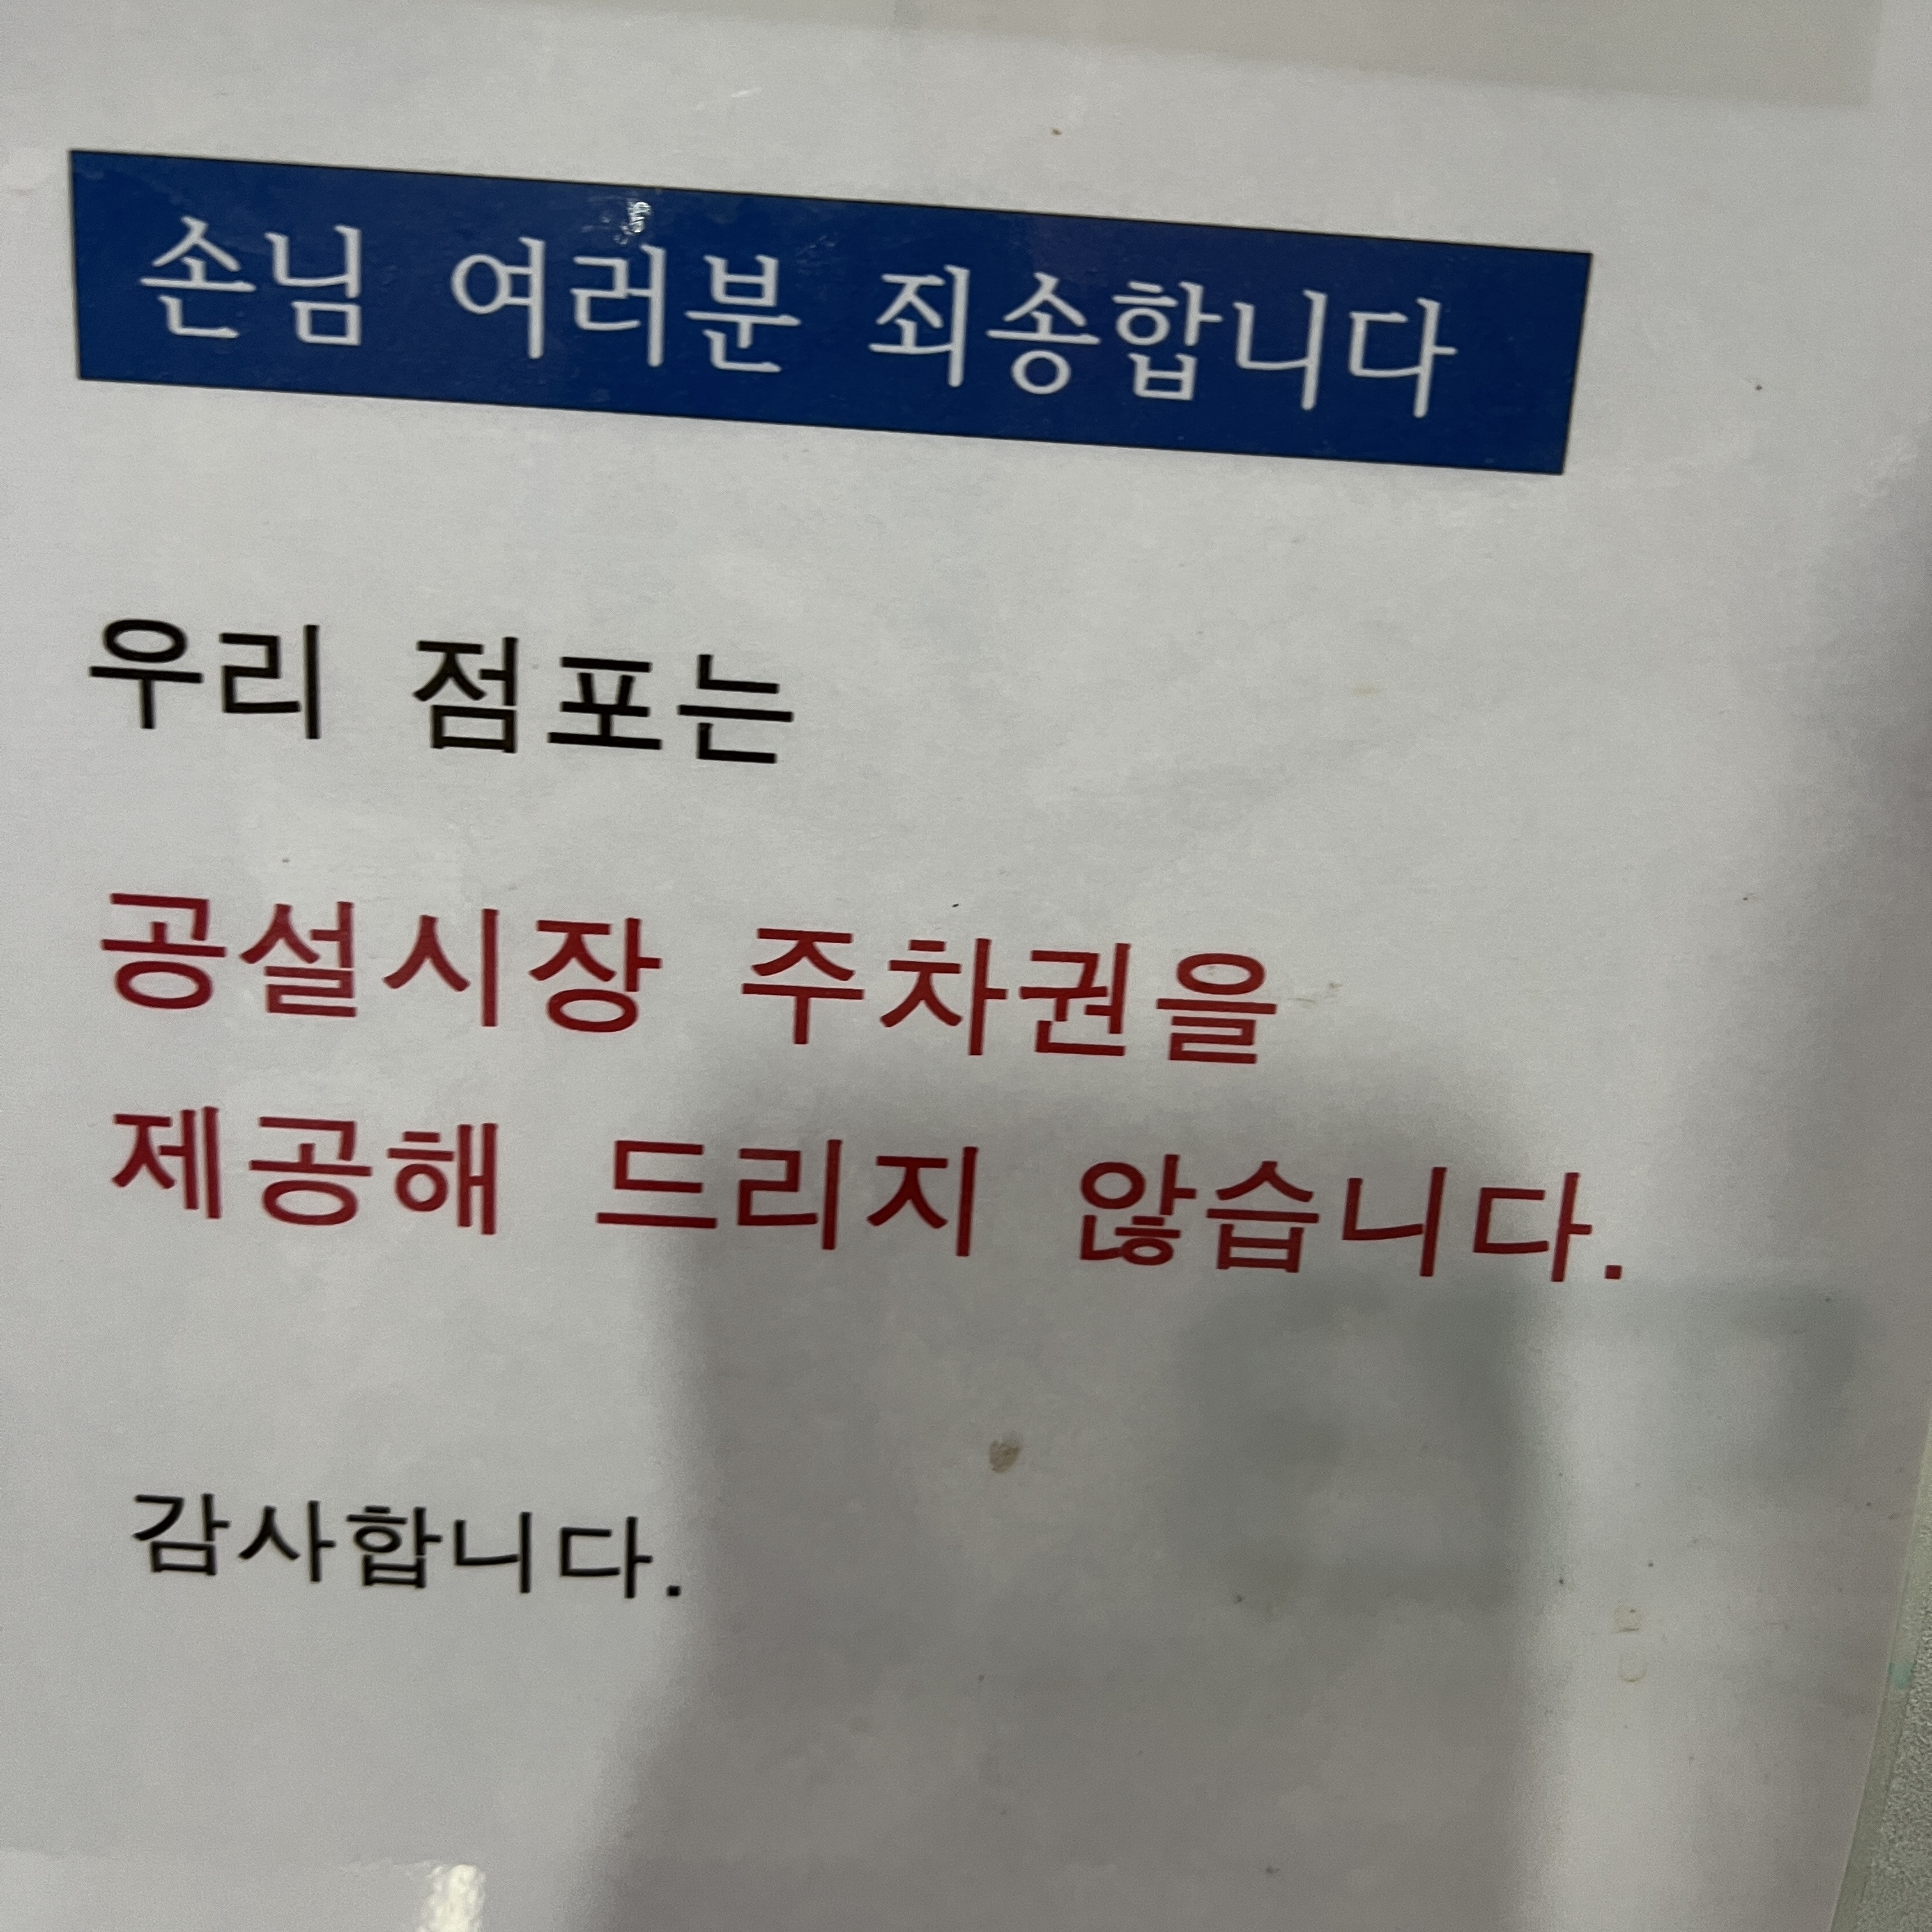 손님 여러분 죄송합니다
우리 점포는
공설시장 주차권을
제공해 드리지 않습니다.
감사합니다.